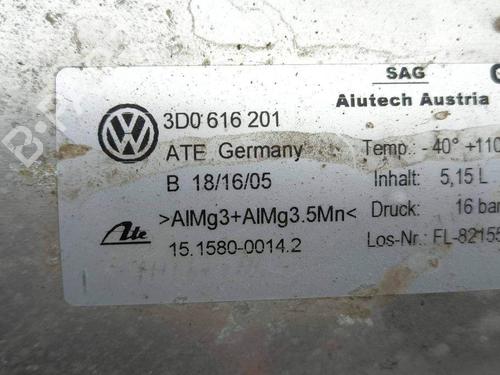 SAG
Alutech Austria
3D0 616 201
ATE Germany
Temp.: - 40° +110
B 18/16/05
Inhalt: 5,15 L
>AlMg3+AlMg3.5Mn<
Druck: 16 bar
Ate
15.1580-0014.2
Los-Nr.: FL-82155